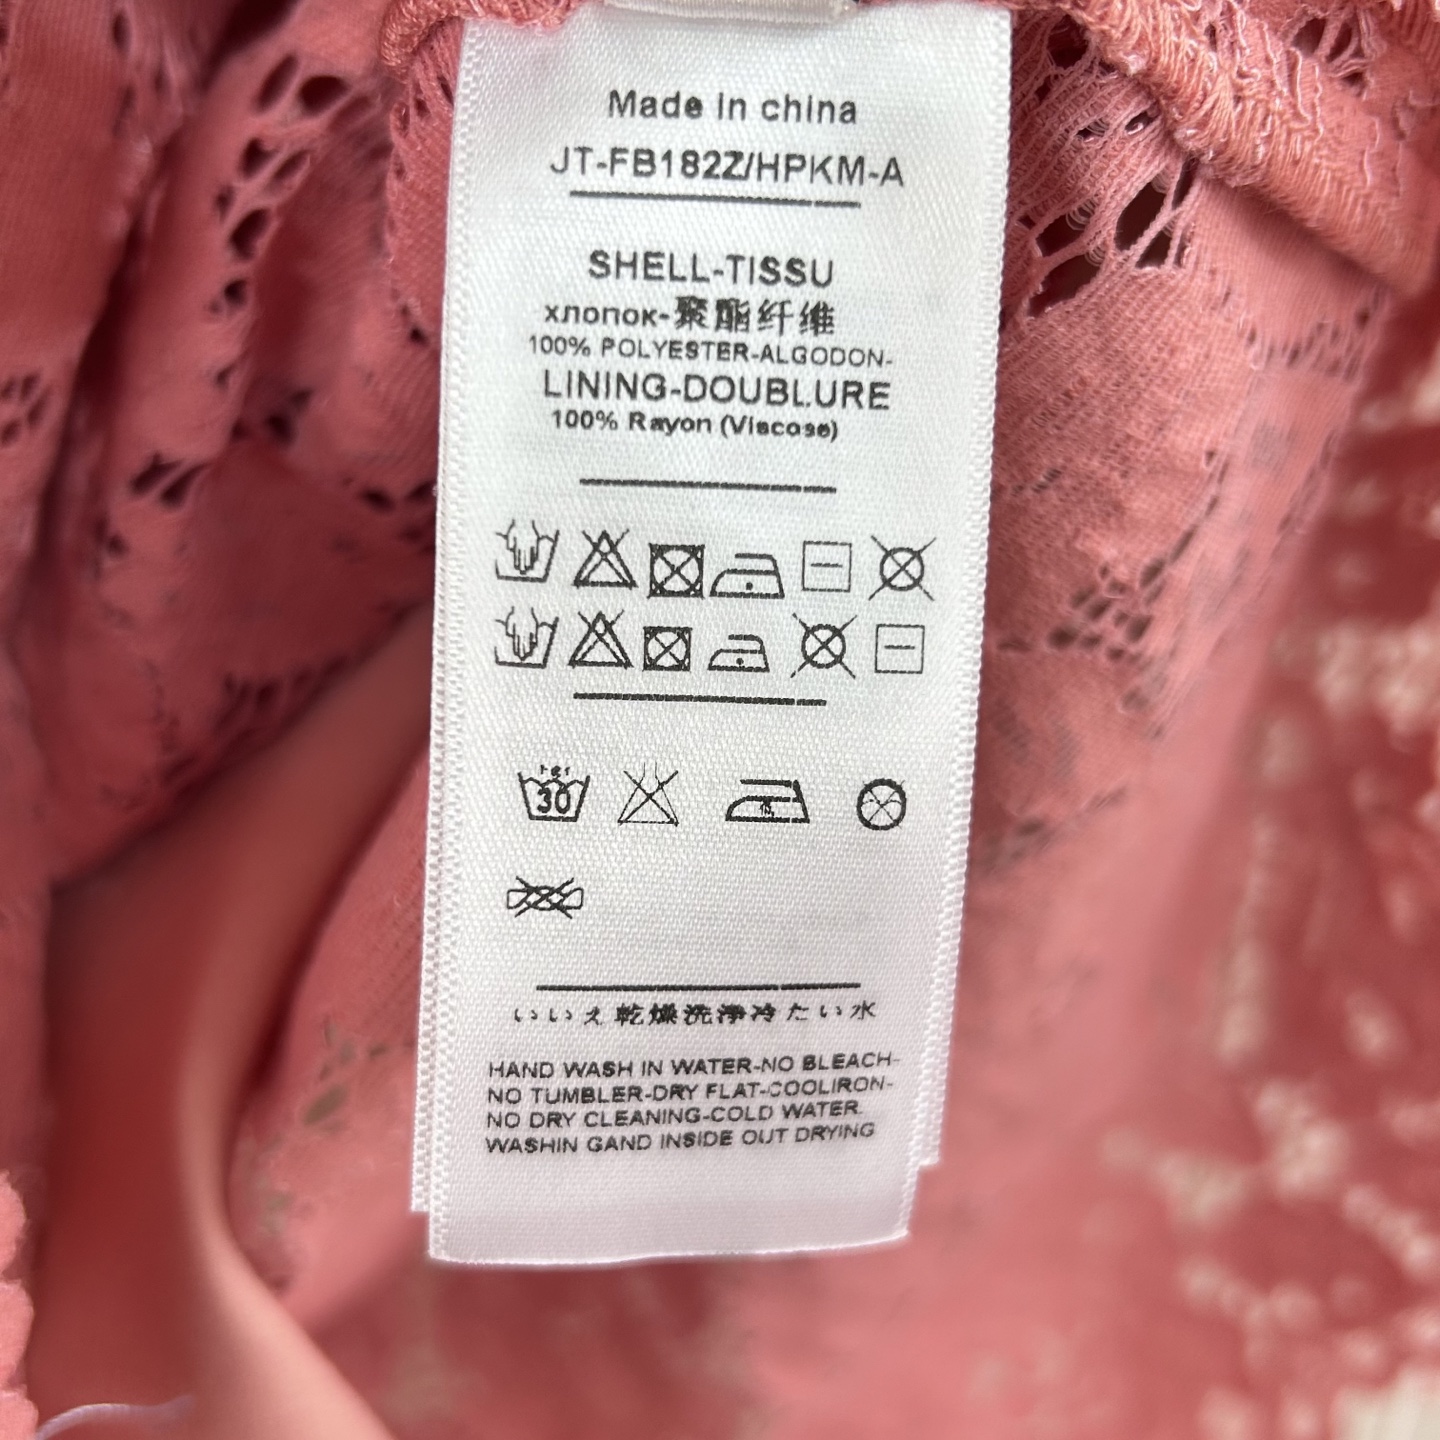 Made in china
JT-FB182Z/HPKM-A
SHELL-TISSU
хлопок-聚酯纤维
100% POLYESTER-ALGODON-
LINING-DOUBLURE
100% Rayon (Viscose)
30
いいえ乾燥洗浄冷たい水
HAND WASH IN WATER-NO BLEACH-
NO TUMBLER-DRY FLAT-COOLIRON-
NO DRY CLEANING-COLD WATER.
WASHIN GAND INSIDE OUT DRYING